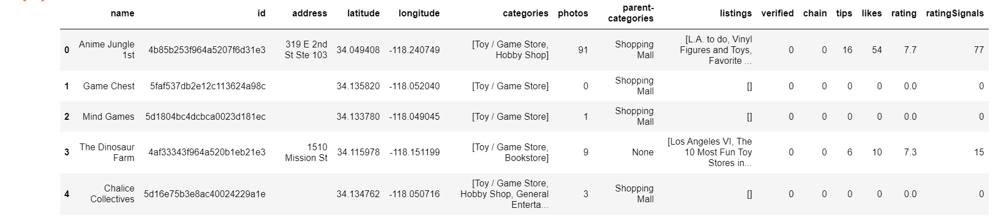 name id address latitude longitude categories photos parent-categories listings verified chain tips likes rating ratingSignals
0 Anime Jungle 1st 4b85b253f964a5207f6d31e3 319 E 2nd St Ste 103 34.049408 -118.240749 [Toy / Game Store, Hobby Shop] 91 Shopping Mall [L.A. to do, Vinyl Figures and Toys, Favorite ... 0 0 16 54 7.7 77
1 Game Chest 5faf537db2e12c113624a98c 34.135820 -118.052040 [Toy / Game Store] 0 Shopping Mall [] 0 0 0 0 0.0 0
2 Mind Games 5d1804bc4dcbca0023d181ec 34.133780 -118.049045 [Toy / Game Store] 1 Shopping Mall [] 0 0 0 0 0.0 0
3 The Dinosaur Farm 4af33343f964a520b1eb21e3 1510 Mission St 34.115978 -118.151199 [Toy / Game Store, Bookstore] 9 None [Los Angeles VI, The 10 Most Fun Toy Stores in... 0 0 6 10 7.3 15
4 Chalice Collectives 5d16e75b3e8ac40024229a1e 34.134762 -118.050716 [Toy / Game Store, Hobby Shop, General Enterta... 3 Shopping Mall [] 0 0 0 0 0.0 0